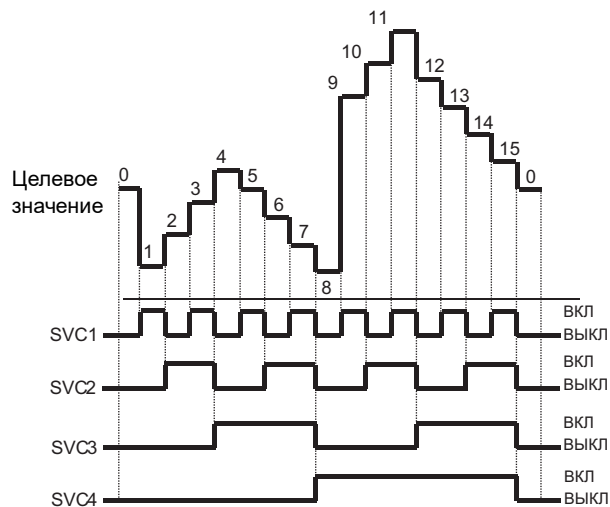 11
10
12
9
13
14
4
15
0
3
5
0
Целевое
значение
2
6
1
7
8
ВКЛ
SVC1
ВЫКЛ
ВКЛ
SVC2
ВЫКЛ
ВКЛ
SVC3
ВЫКЛ
ВКЛ
SVC4
ВЫКЛ